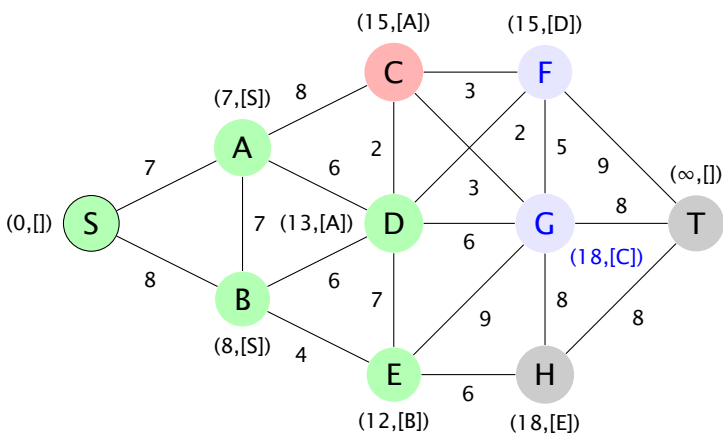 (15,[A])
(15,[D])
C
F
3
8
(7,[S])
A
2
2
5
9
7
6
3
(∞,[])
8
(0,[])
S
7
(13,[A])
D
6
G
T
(18,[C])
8
6
B
7
9
8
8
(8,[S])
4
E
6
H
(12,[B])
(18,[E])